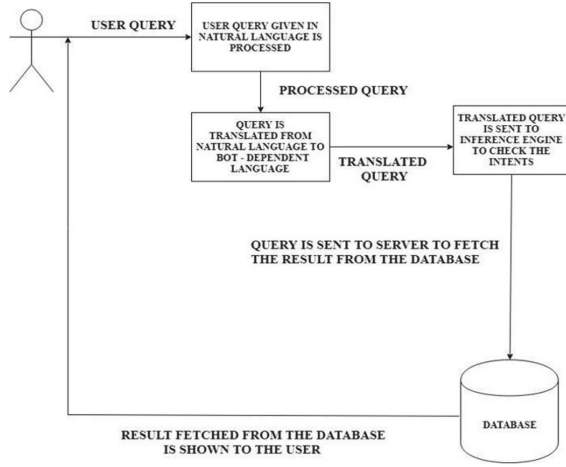 USER QUERY
USER QUERY GIVEN IN
NATURAL LANGUAGE IS
PROCESSED
PROCESSED QUERY
QUERY IS
TRANSLATED FROM
NATURAL LANGUAGE TO
BOT - DEPENDENT
LANGUAGE
TRANSLATED
QUERY
TRANSLATED QUERY
IS SENT TO
INFERENCE ENGINE
TO CHECK THE
INTENTS
QUERY IS SENT TO SERVER TO FETCH
THE RESULT FROM THE DATABASE
DATABASE
RESULT FETCHED FROM THE DATABASE
IS SHOWN TO THE USER